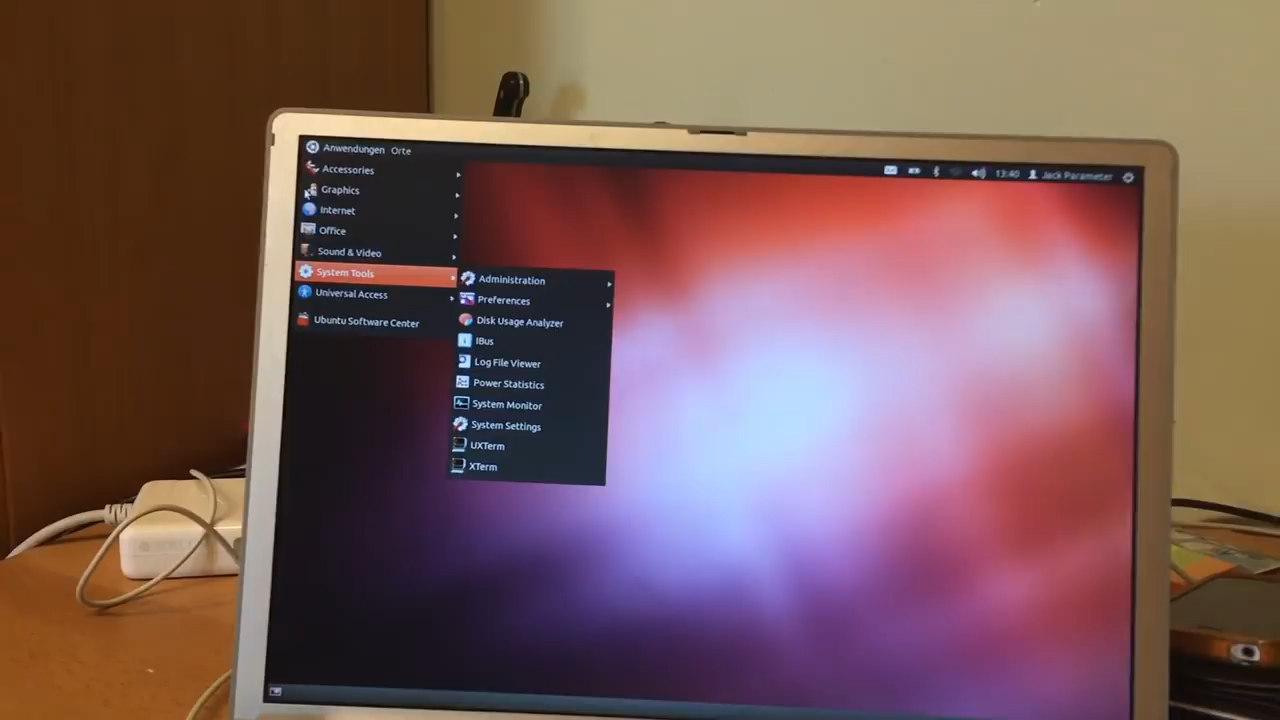 Anwendungen Orte
13:40 Jack Parameter
Accessories
Graphics
Internet
Office
Sound & Video
System Tools
Universal Access
Ubuntu Software Center
Administration
Preferences
Disk Usage Analyzer
IBus
Log File Viewer
Power Statistics
System Monitor
System Settings
UXTerm
XTerm